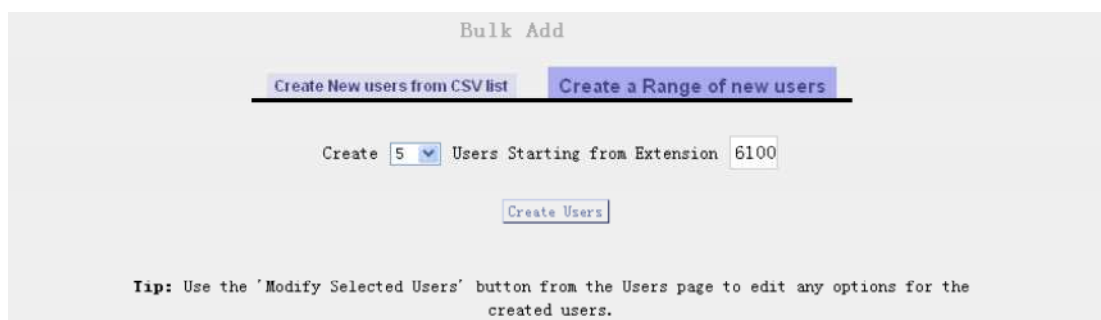 Bulk Add
Create New users from CSV list Create a Range of new users
Create 5 Users Starting from Extension 6100
Create Users
Tip: Use the 'Modify Selected Users' button from the Users page to edit any options for the
created users.